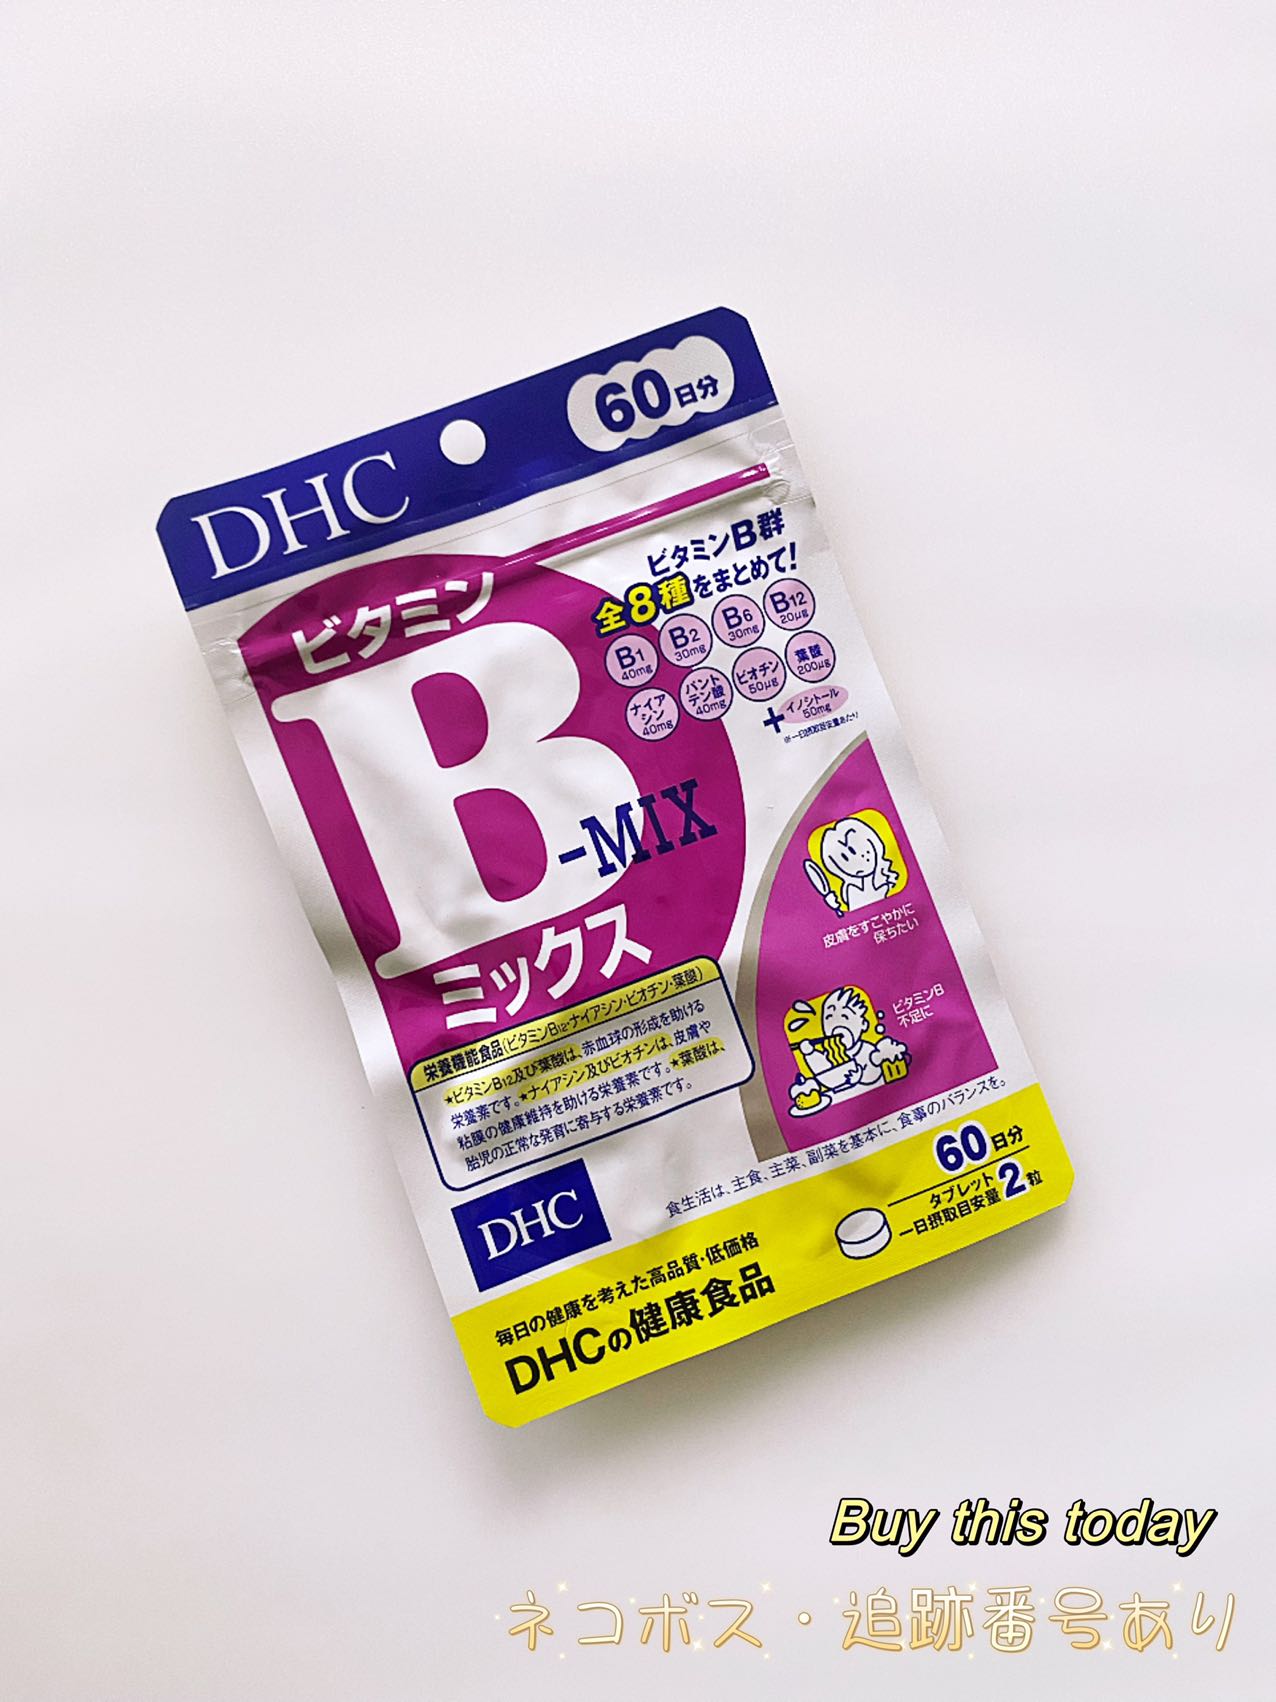 DHC
60日分
ビタミンB群
全8種をまとめて!
B1 40mg
B2 30mg
B6 30mg
B12 20μg
ナイアシン 40mg
パントテン酸 40mg
ビオチン 50μg
葉酸 200μg
+イノシトール 50mg
※一日摂取目安量あたり
ビタミン
B
-MIX
ミックス
皮膚をすこやかに
保ちたい
ビタミンB
不足に
栄養機能食品(ビタミンB12・ナイアシン・ビオチン・葉酸)
★ビタミンB12及び葉酸は、赤血球の形成を助ける
栄養素です。★ナイアシン及びビオチンは、皮膚や
粘膜の健康維持を助ける栄養素です。★葉酸は、
胎児の正常な発育に寄与する栄養素です。
食生活は、主食、主菜、副菜を基本に、食事のバランスを。
DHC
60日分
タブレット
一日摂取目安量2粒
毎日の健康を考えた高品質・低価格
DHCの健康食品
Buy this today
ネコボス・追跡番号あり